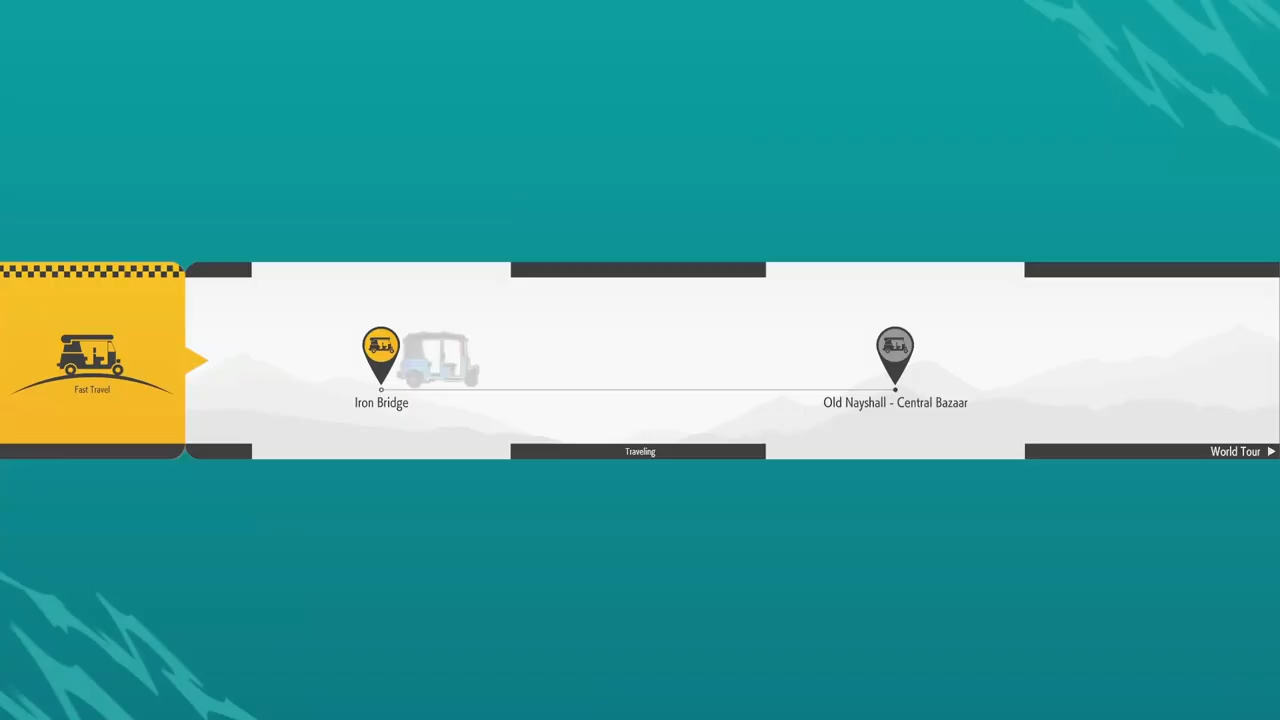 Fast Travel
Iron Bridge
Old Nayshall - Central Bazaar
Traveling
World Tour